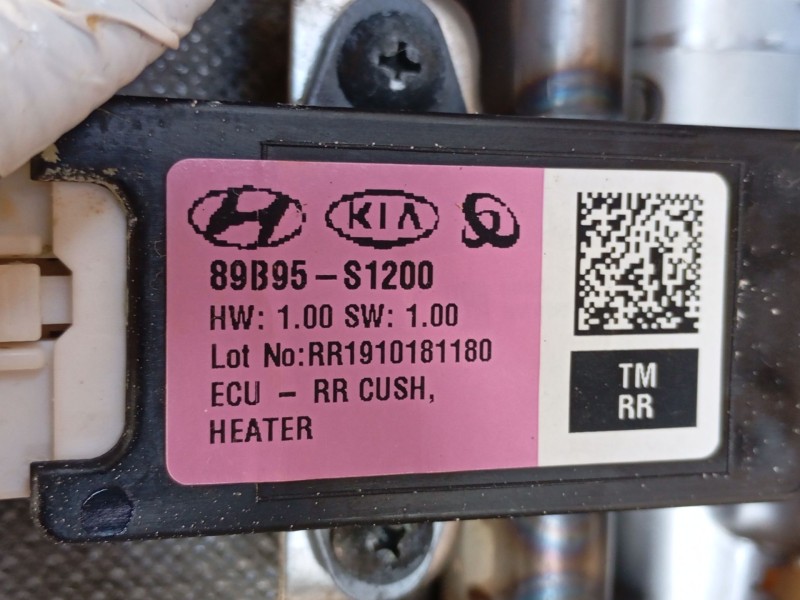 KIA
89B95-S1200
HW: 1.00 SW: 1.00
Lot No:RR1910181180
ECU - RR CUSH,
HEATER
TM
RR